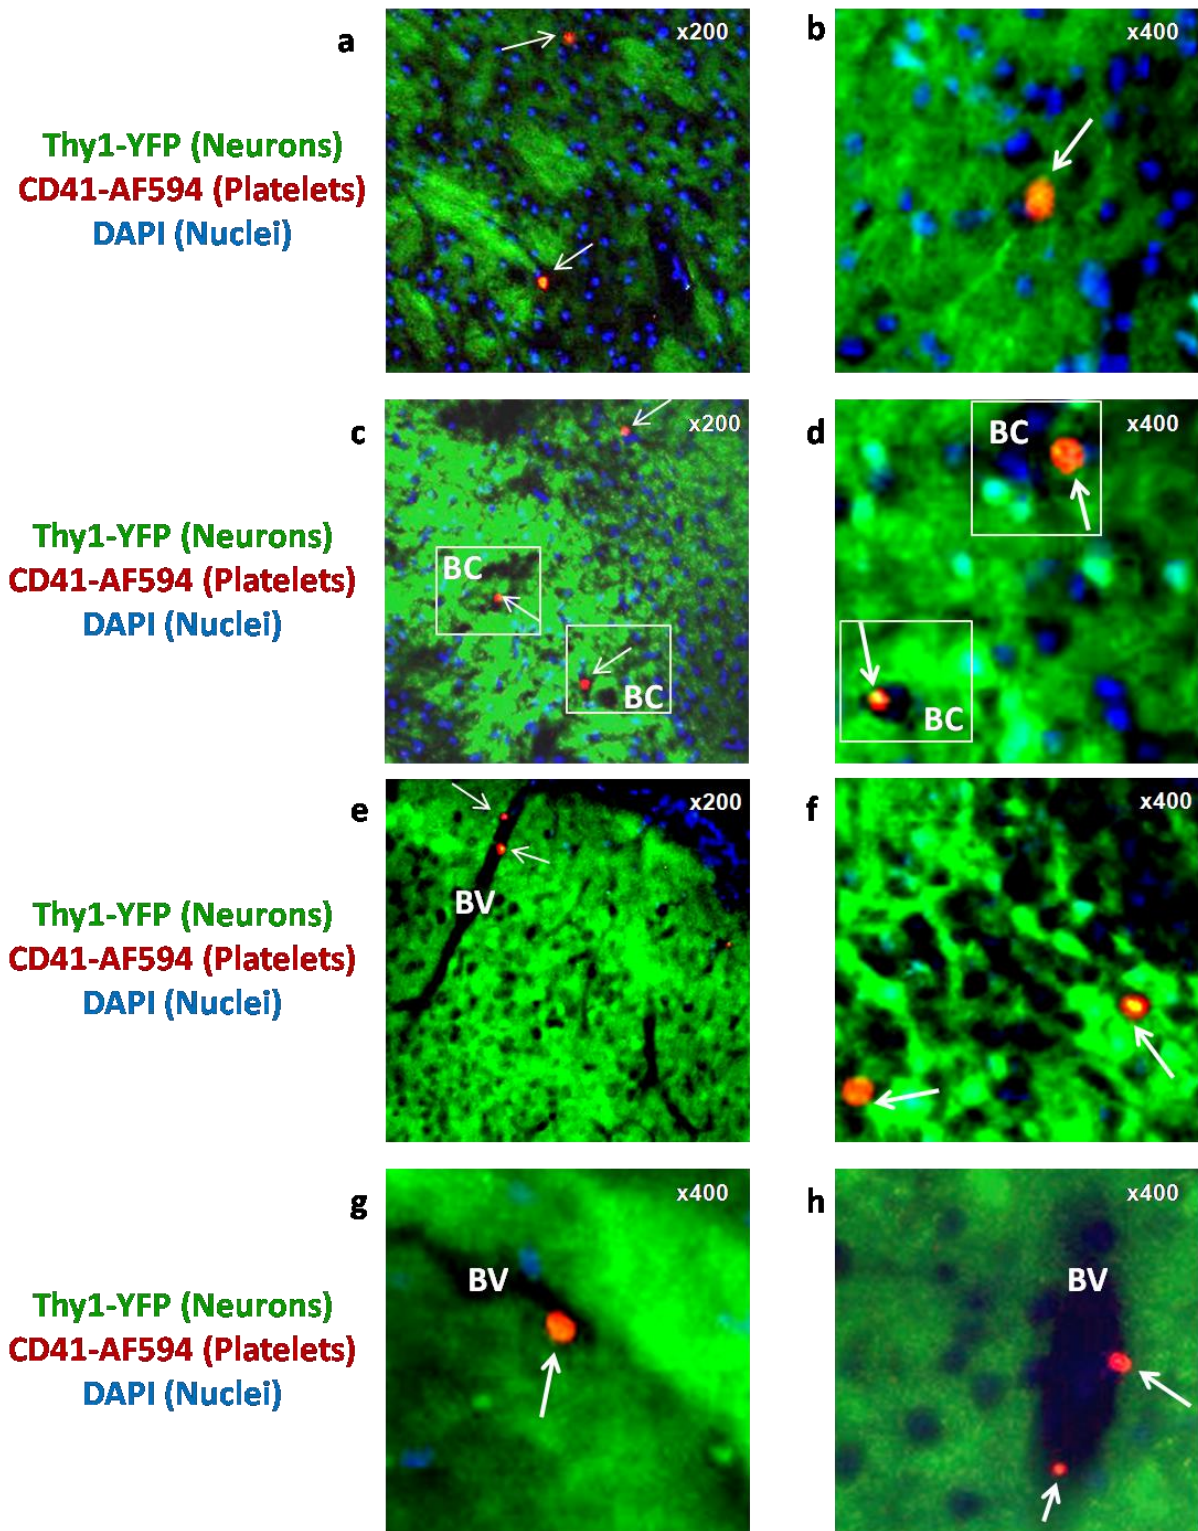 a
x200
b
x400
Thy1-YFP (Neurons)
CD41-AF594 (Platelets)
DAPI (Nuclei)
c
x200
BC
BC
d
BC
x400
BC
Thy1-YFP (Neurons)
CD41-AF594 (Platelets)
DAPI (Nuclei)
e
x200
BV
f
x400
Thy1-YFP (Neurons)
CD41-AF594 (Platelets)
DAPI (Nuclei)
g
x400
BV
h
x400
BV
Thy1-YFP (Neurons)
CD41-AF594 (Platelets)
DAPI (Nuclei)